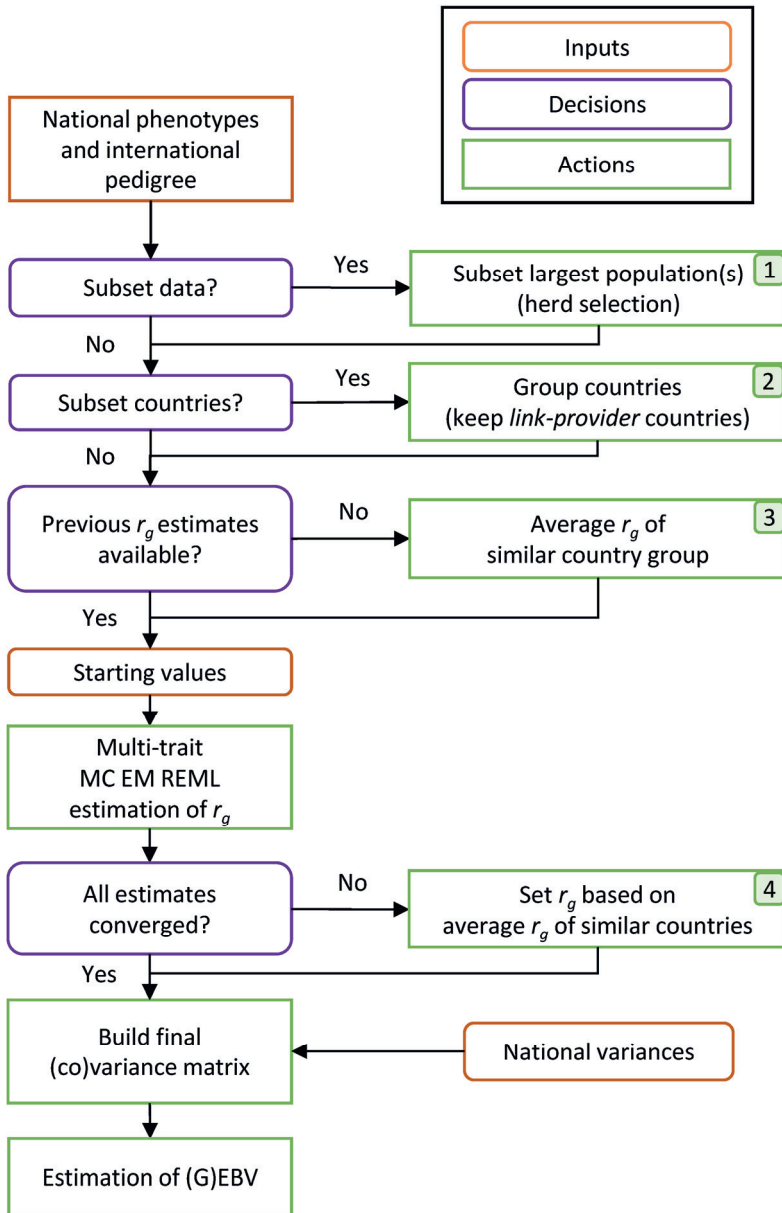 Inputs
Decisions
Actions
National phenotypes
and international
pedigree
Subset data?
Yes
1
Subset largest population(s)
(herd selection)
No
Subset countries?
Yes
2
Group countries
(keep link-provider countries)
No
Previous rg estimates
available?
No
3
Average rg of
similar country group
Yes
Starting values
Multi-trait
MC EM REML
estimation of rg
All estimates
converged?
No
4
Set rg based on
average rg of similar countries
Yes
Build final
(co)variance matrix
National variances
Estimation of (G)EBV